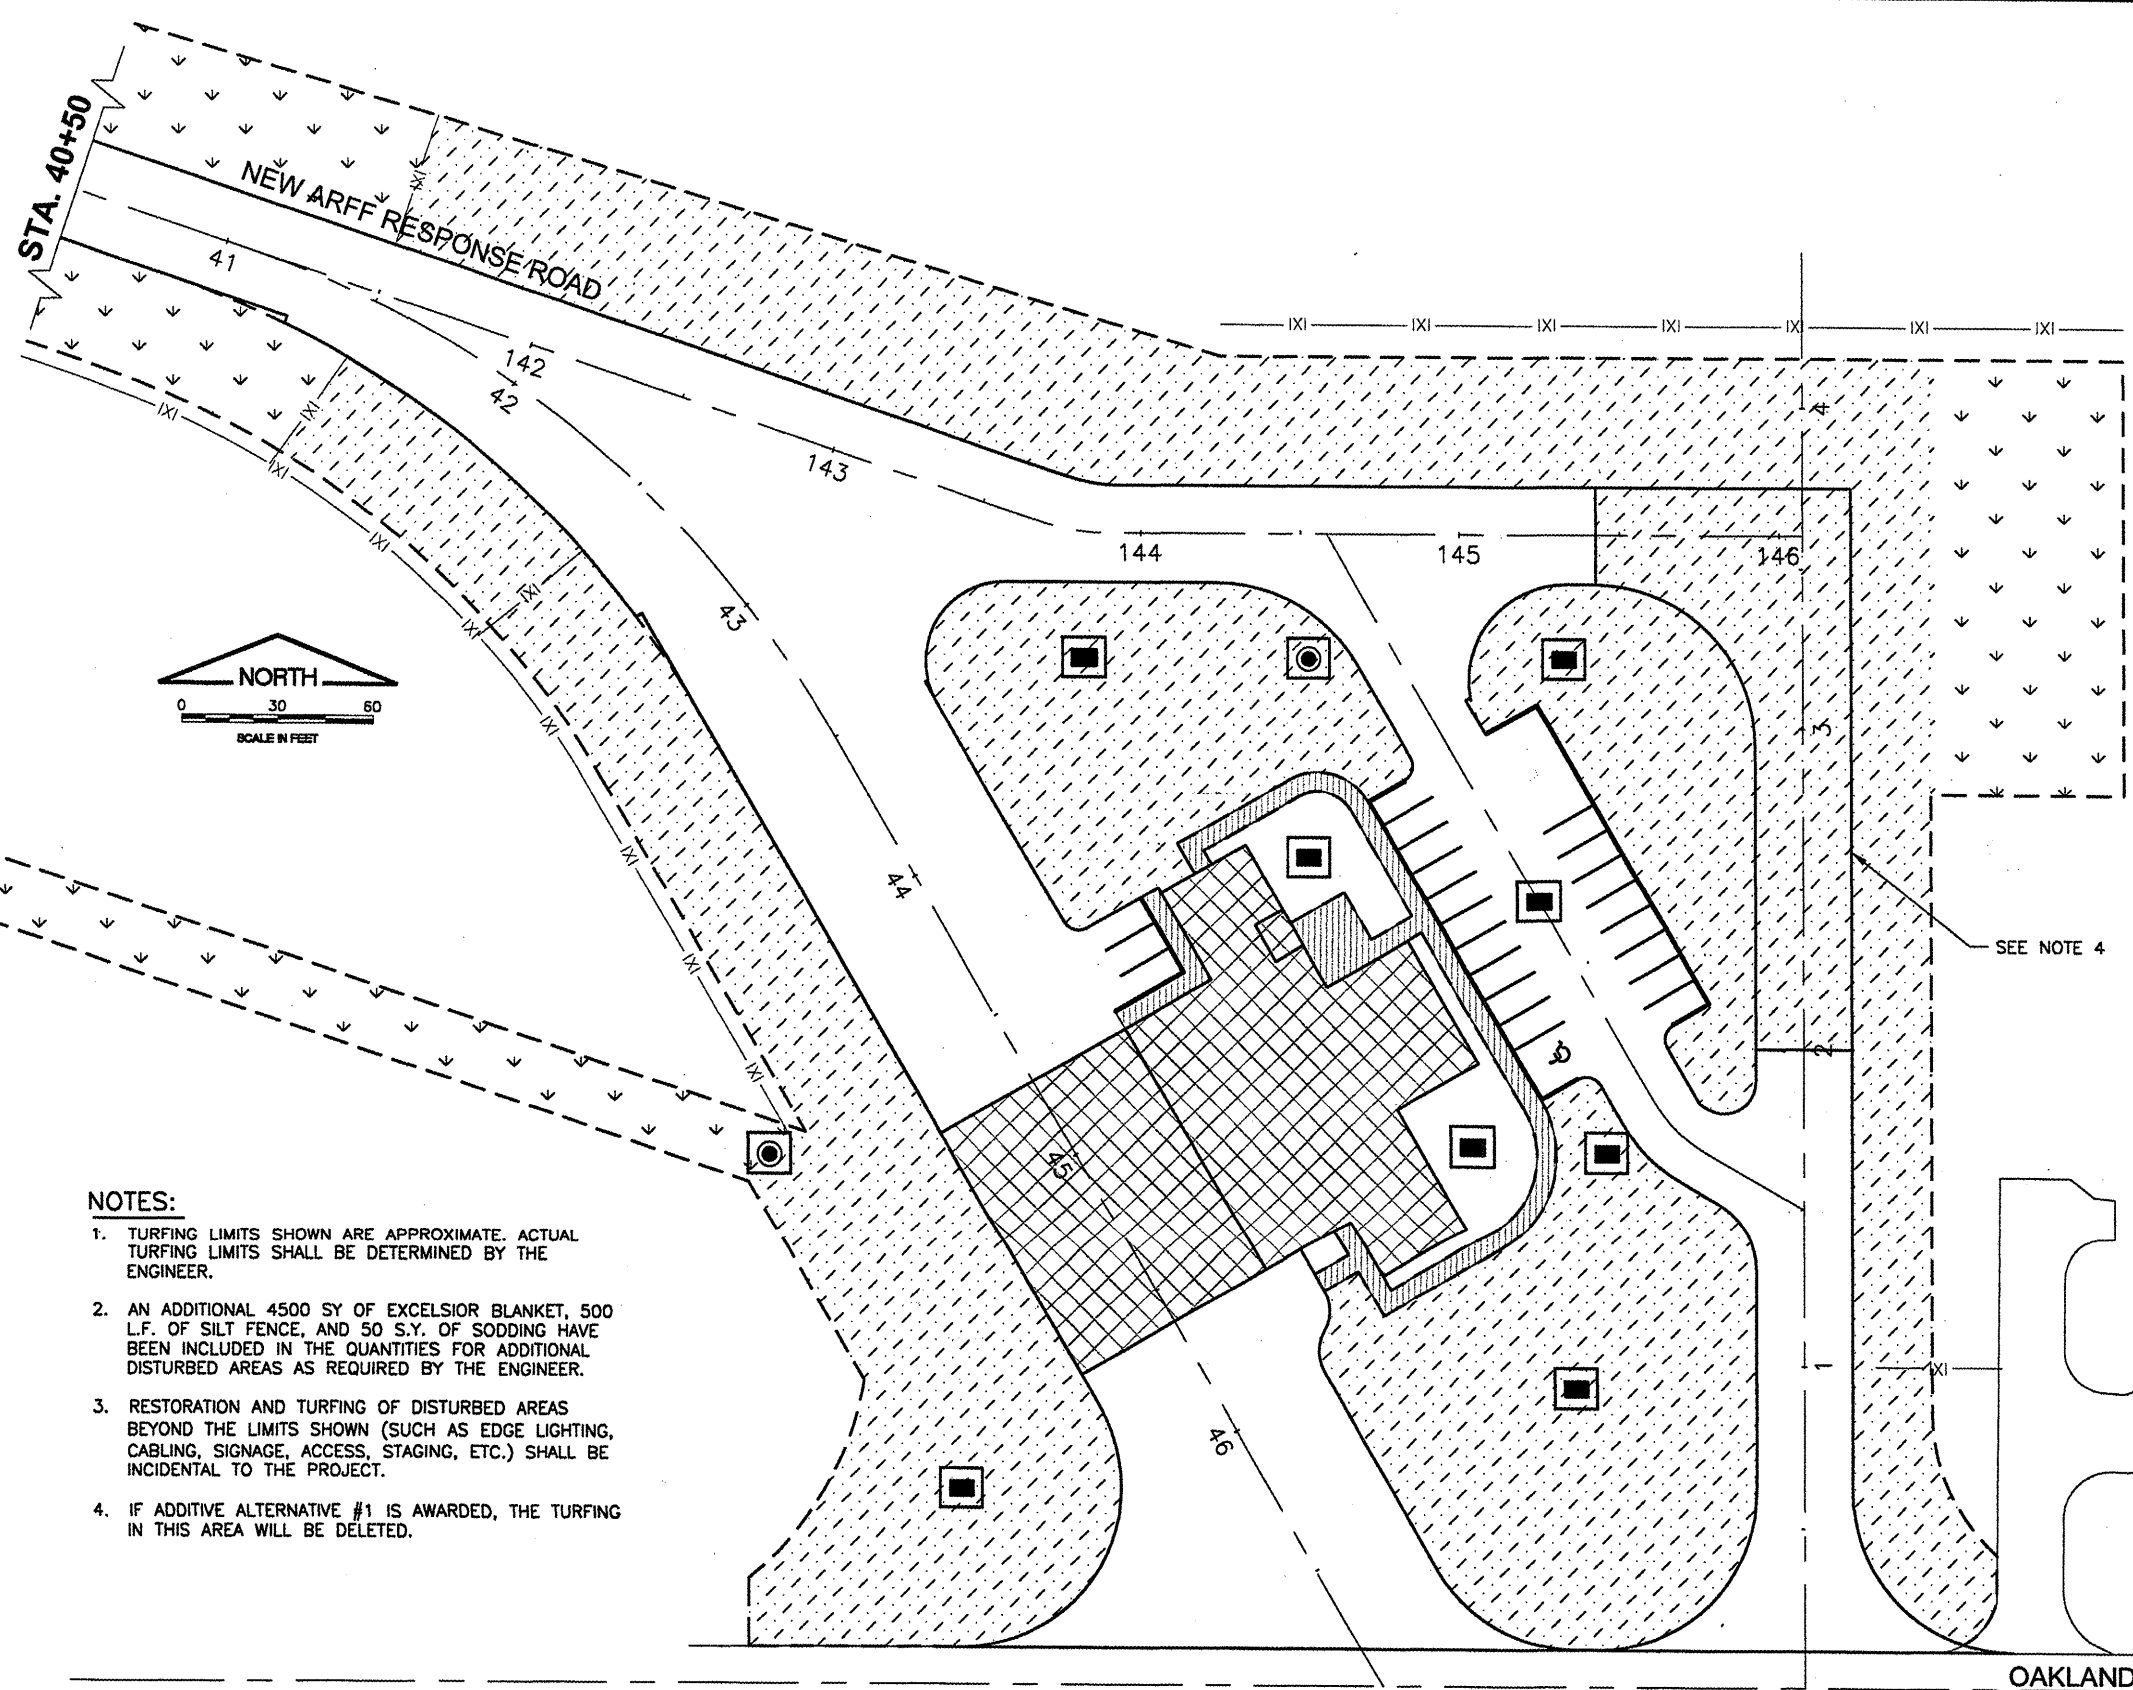 STA. 40+50
NEW ARFF RESPONSE ROAD
41
142
42
143
144
145
146
4
43
3
NORTH
0 30 60
SCALE IN FEET
44
SEE NOTE 4
2
45
NOTES:
1. TURFING LIMITS SHOWN ARE APPROXIMATE. ACTUAL
TURFING LIMITS SHALL BE DETERMINED BY THE
ENGINEER.
2. AN ADDITIONAL 4500 SY OF EXCELSIOR BLANKET, 500
L.F. OF SILT FENCE, AND 50 S.Y. OF SODDING HAVE
BEEN INCLUDED IN THE QUANTITIES FOR ADDITIONAL
DISTURBED AREAS AS REQUIRED BY THE ENGINEER.
3. RESTORATION AND TURFING OF DISTURBED AREAS
BEYOND THE LIMITS SHOWN (SUCH AS EDGE LIGHTING,
CABLING, SIGNAGE, ACCESS, STAGING, ETC.) SHALL BE
INCIDENTAL TO THE PROJECT.
4. IF ADDITIVE ALTERNATIVE #1 IS AWARDED, THE TURFING
IN THIS AREA WILL BE DELETED.
1
46
OAKLAND